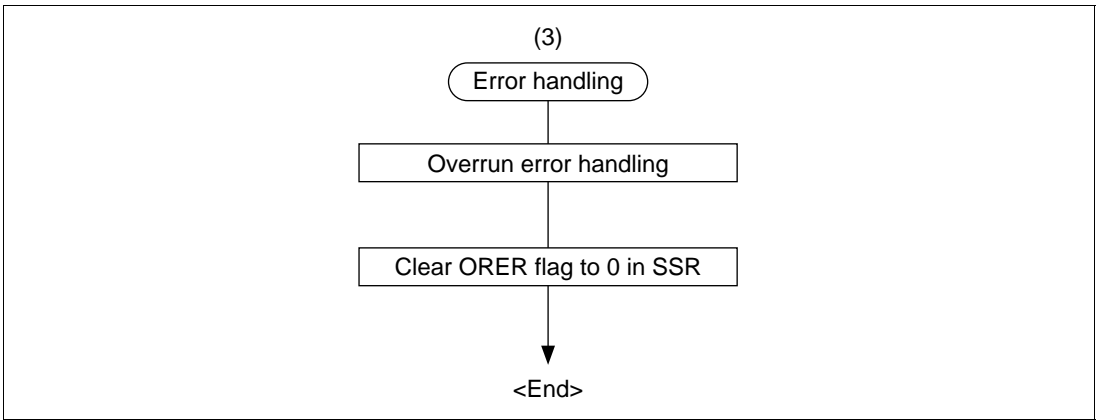 (3)
Error handling
Overrun error handling
Clear ORER flag to 0 in SSR
<End>